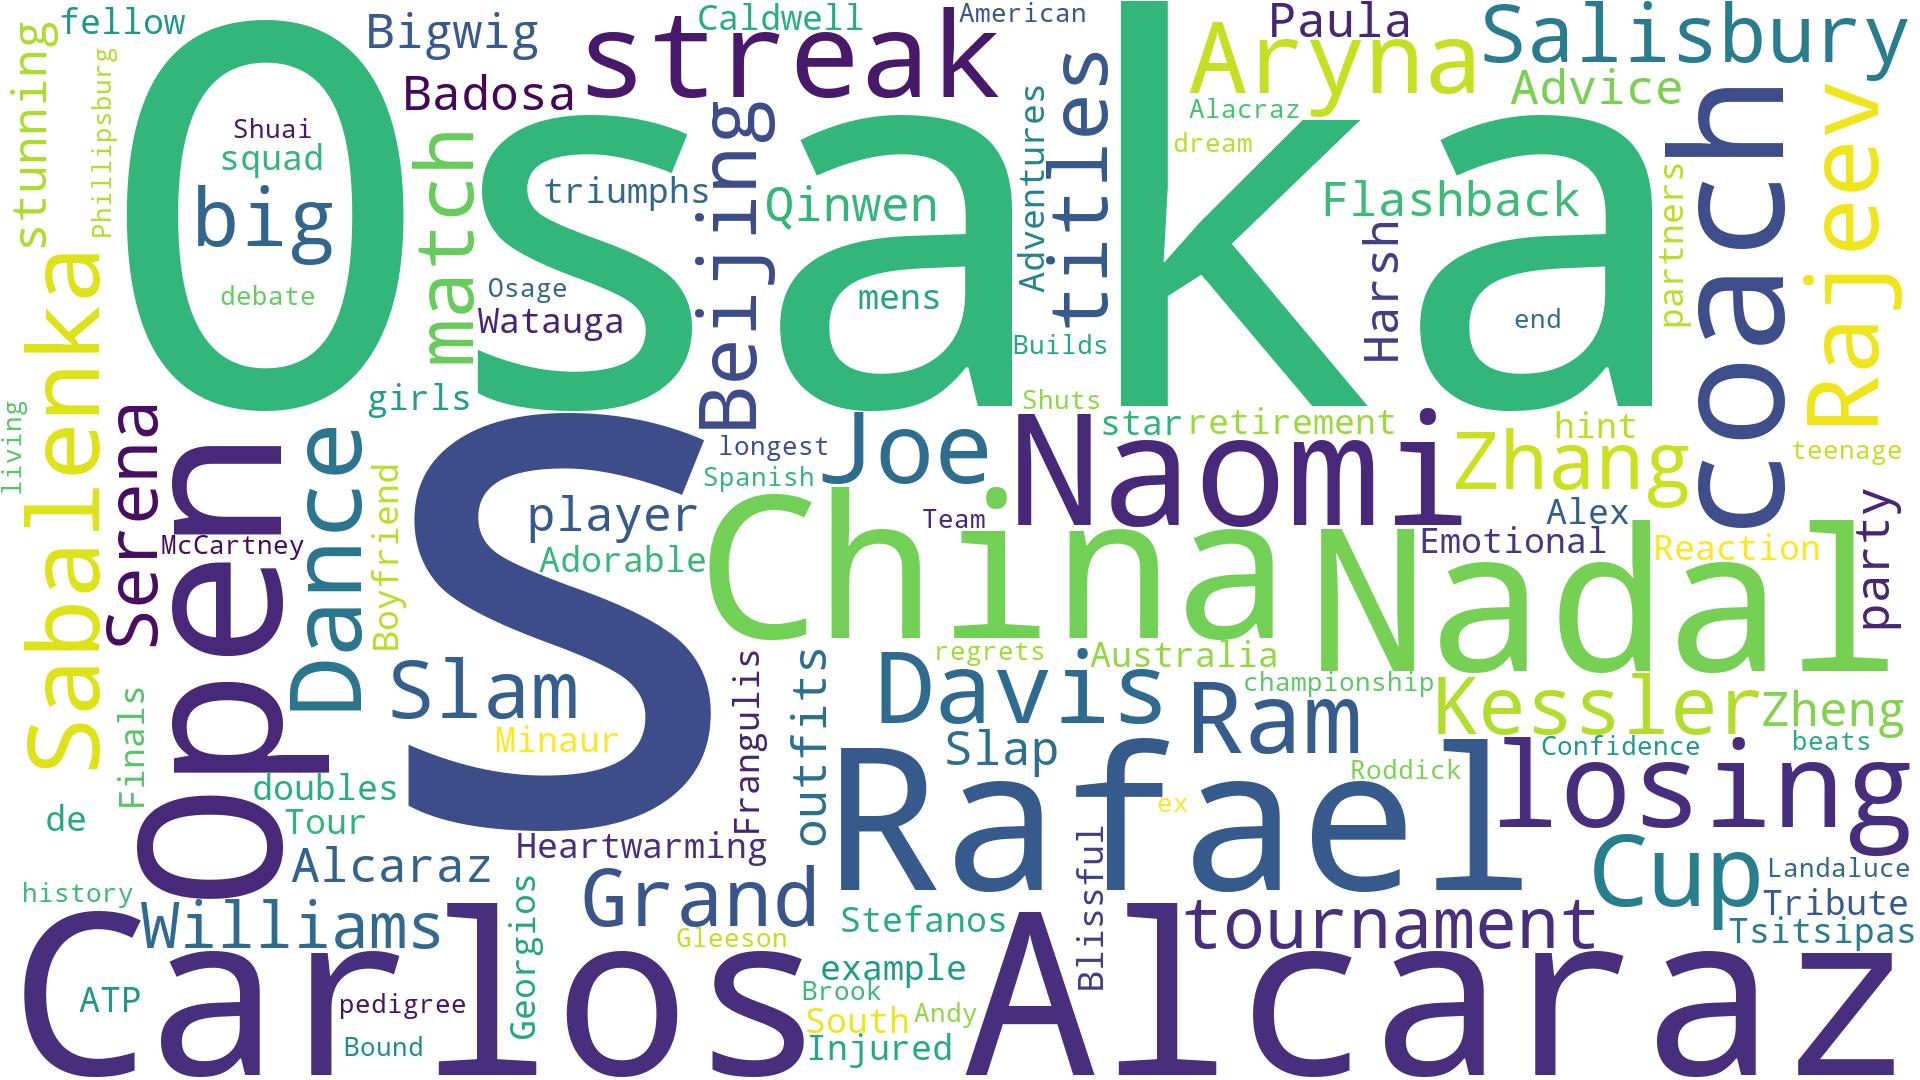 fellow
Bigwig
streak
Caldwell
American
Paula
Salisbury
stunning
Phillipsburg
Badosa
Aryna
Advice
Osaka
Shuai
squad
big
debate
match
triumphs
Beijing
Qinwen
Adventures
titles
Alacraz
dream
Flashback
Harsh
partners
coach
Rajeev
Osage
Watauga
mens
Builds
end
Sabalenka
living
Serena
girls
Shuts
star
retirement
hint
teenage
open
McCartney
Dance
Boyfriend
S
longest
Spanish
Joe
Naomi
Zhang
player
Adorable
Team
Alex
Emotional
Reaction
party
China
Nadal
Slam
Minaur
Frangulis
outfits
regrets
Australia
Davis
Ram
championship
Kessler
Zheng
Finals
Slap
Confidence
beats
doubles
Tour
de
Rafael
Roddick
ex
losing
Heartwarming
Alcaraz
history
Williams
Georgios
Grand
Gleeson
Stefanos
Blissful
tournament
Cup
Landaluce
Tribute
Tsitsipas
Carlos
Alcaraz
ATP
pedigree
Bound
example
Brook
South
Andy
Injured